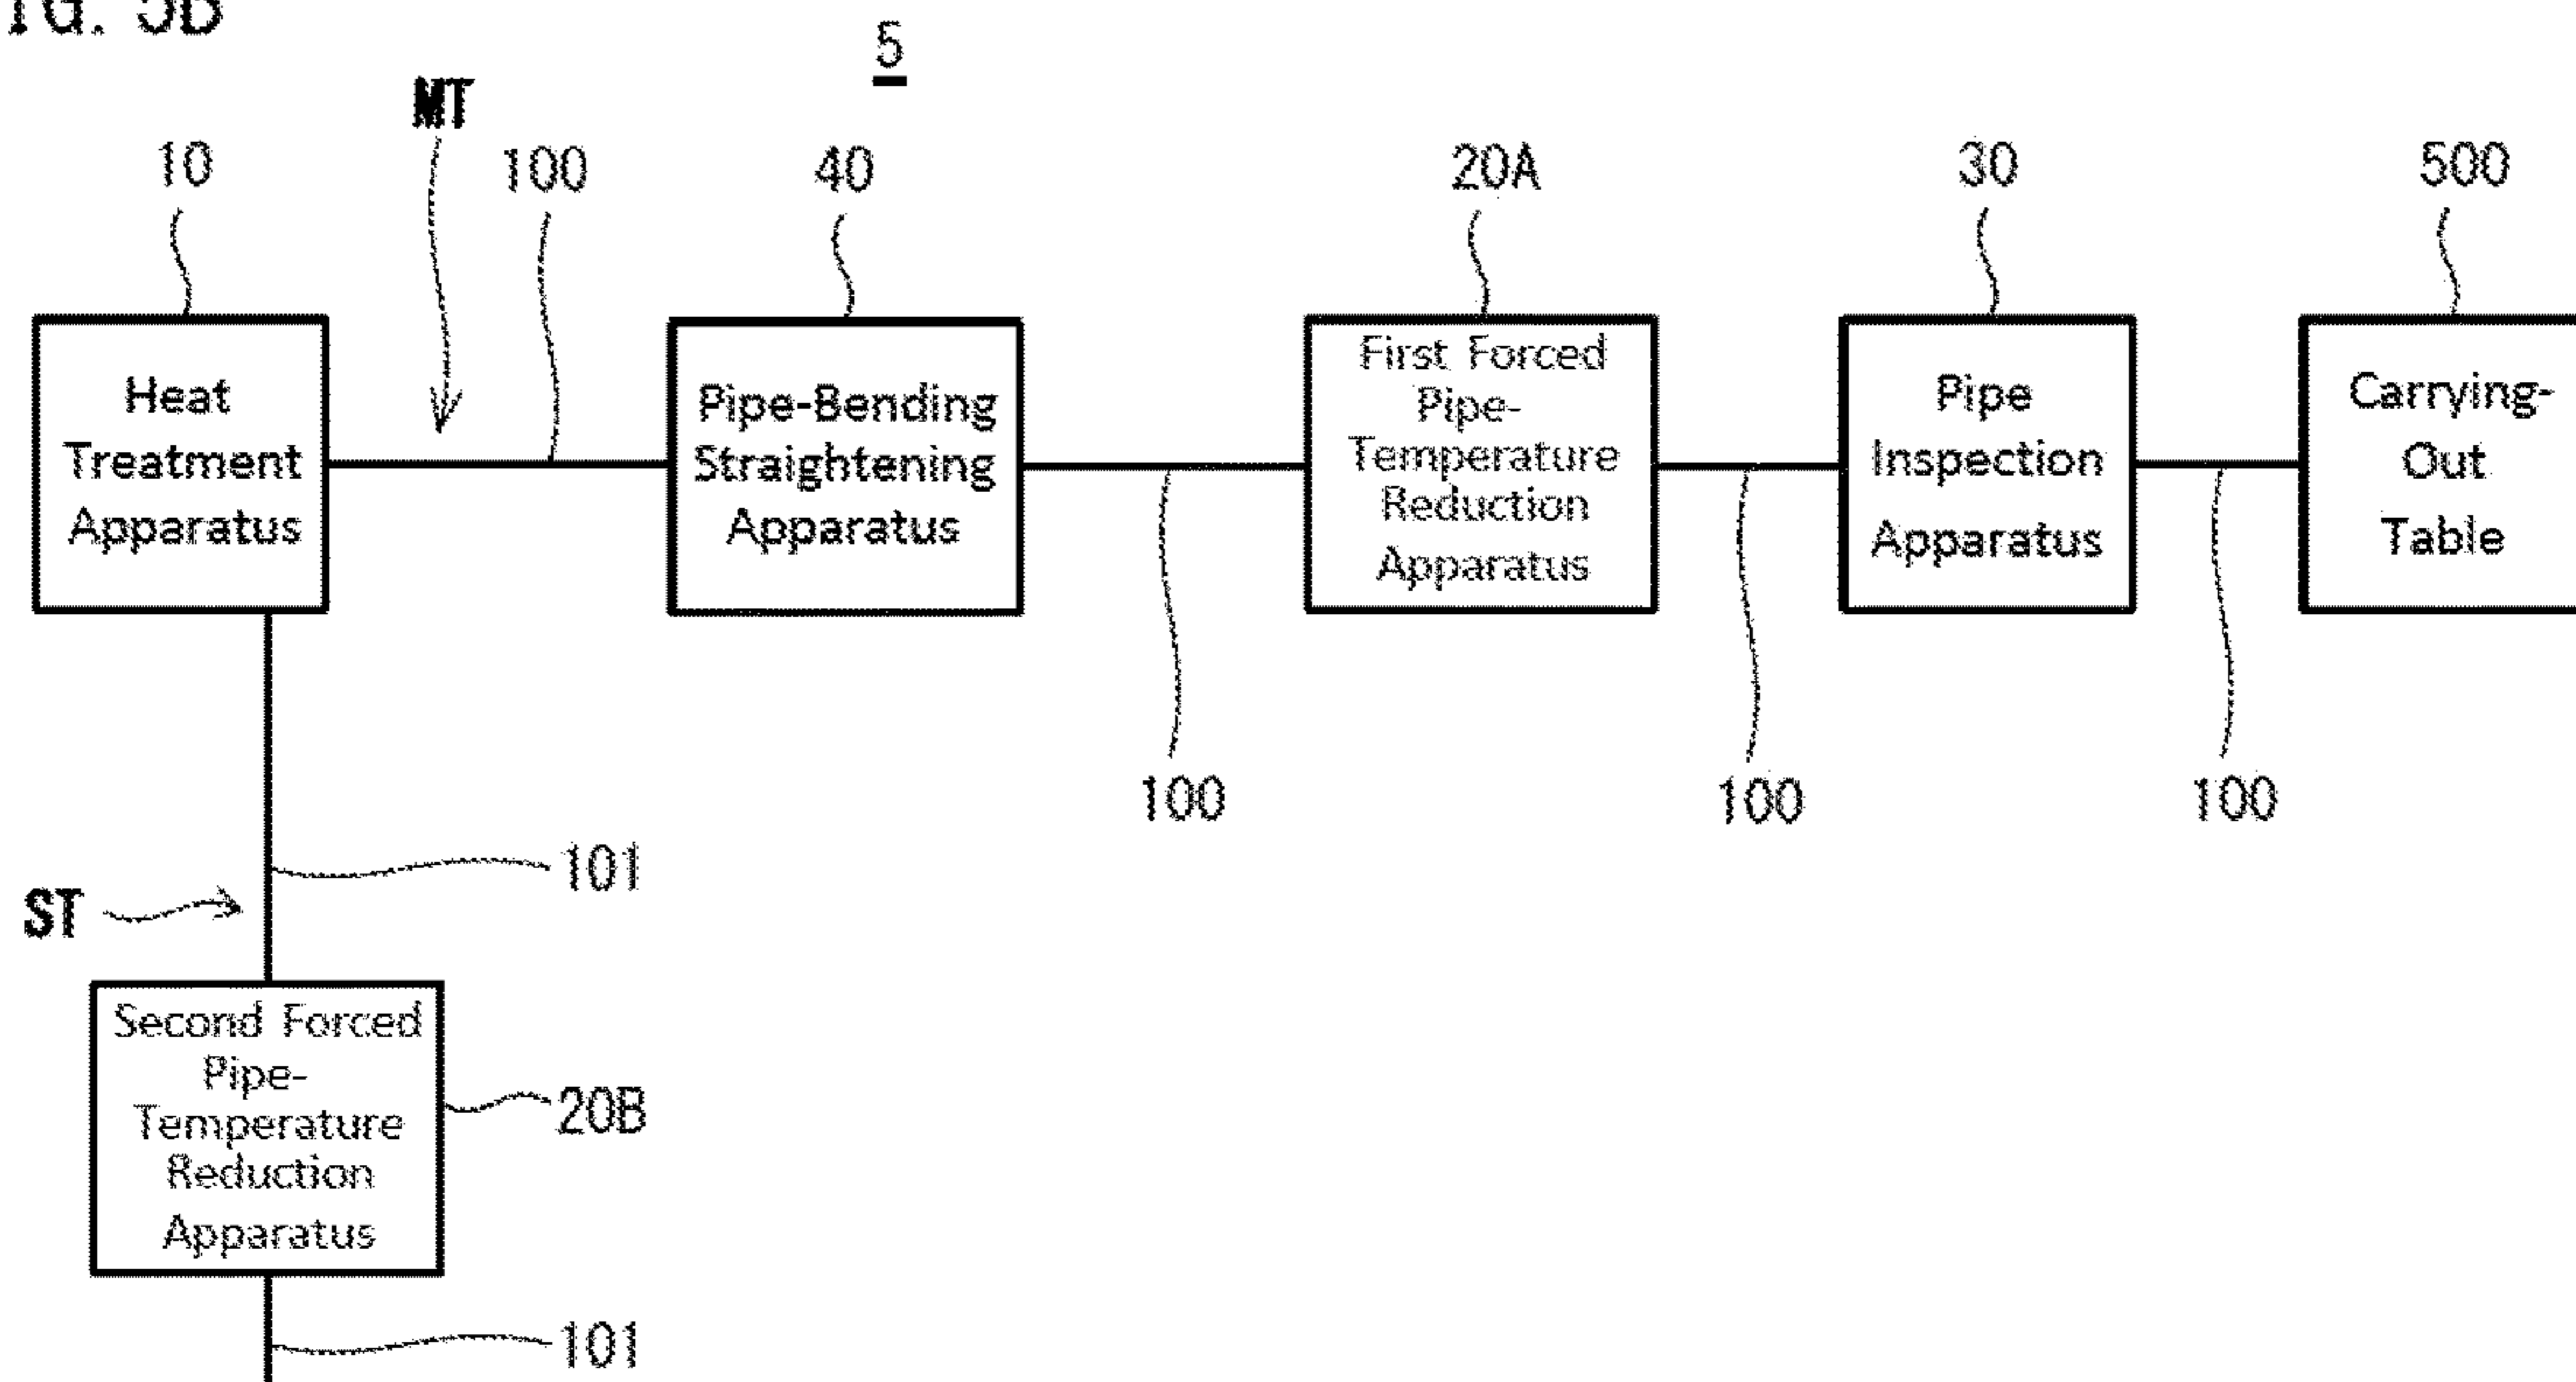 FIG. 5B
5
MT
10
100
40
20A
30
500
Heat
Treatment
Apparatus
Pipe-Bending
Straightening
Apparatus
First Forced
Pipe-
Temperature
Reduction
Apparatus
Pipe
Inspection
Apparatus
Carrying-
Out
Table
100
100
100
101
ST
Second Forced
Pipe-
Temperature
Reduction
Apparatus
20B
101